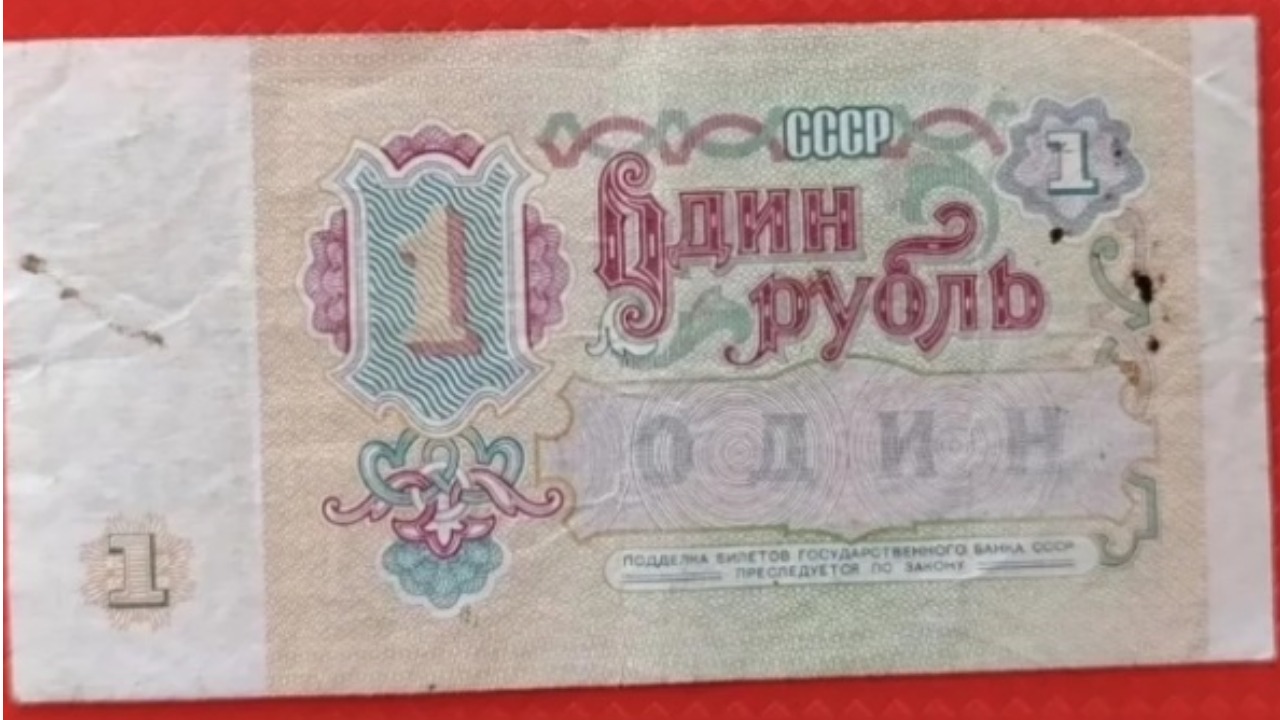 СССР
1
Один
рубль
1
ОДИН
ПОДДЕЛКА БИЛЕТОВ ГОСУДАРСТВЕННОГО БАНКА СССР
ПРЕСЛЕДУЕТСЯ ПО ЗАКОНУ
1